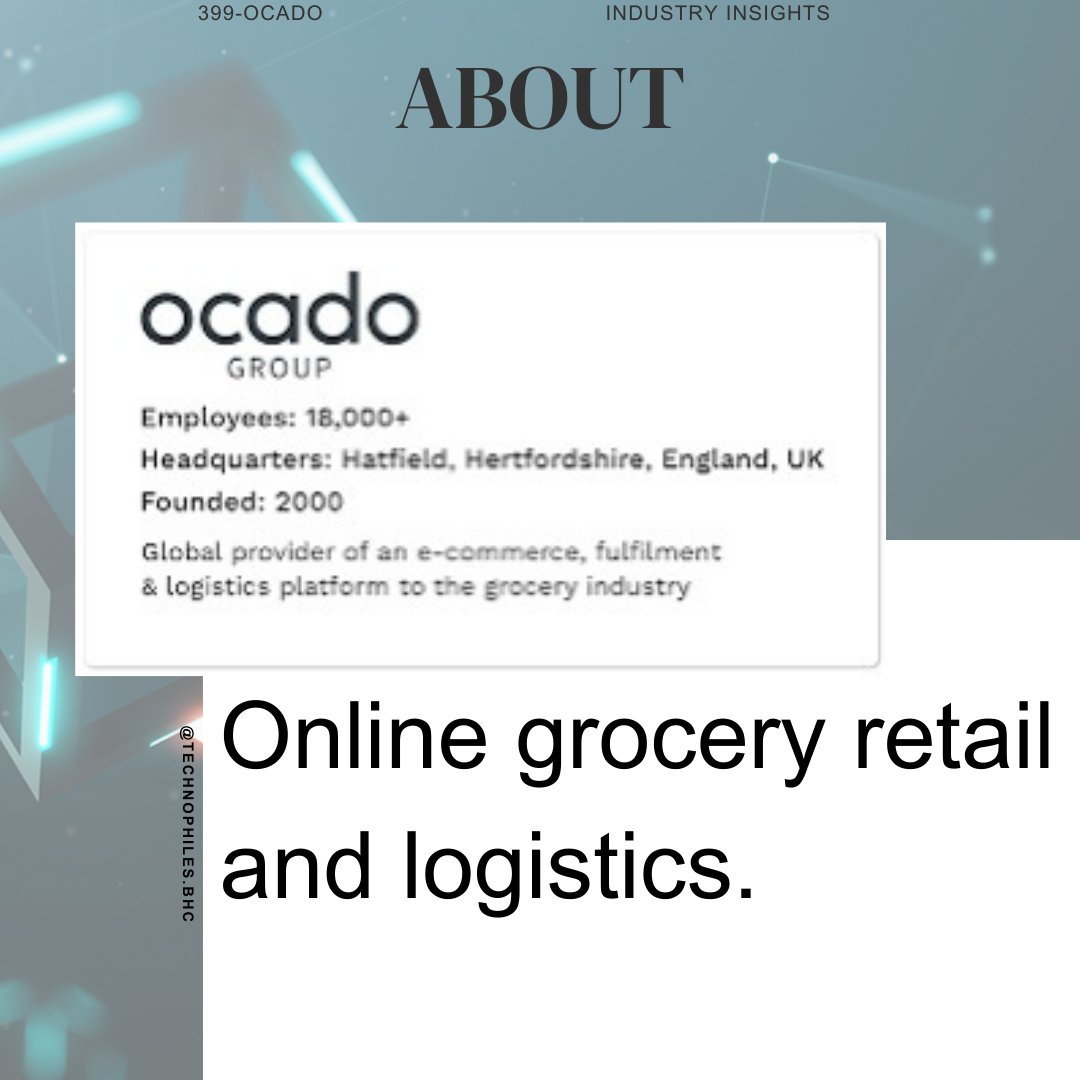 399-OCADO
INDUSTRY INSIGHTS
ABOUT
ocado
GROUP
Employees: 18,000+
Headquarters: Hatfield, Hertfordshire, England, UK
Founded: 2000
Global provider of an e-commerce, fulfilment
& logistics platform to the grocery industry
@TECHNOPHILES.BHC
Online grocery retail
and logistics.